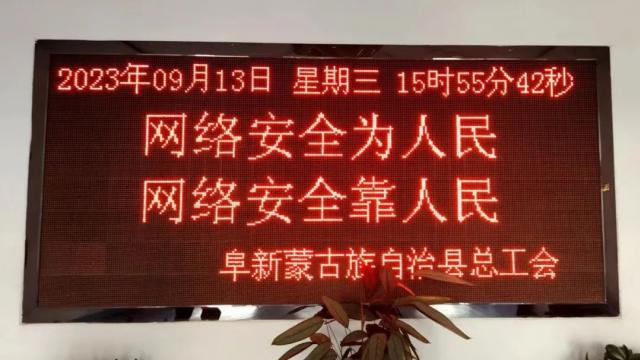 2023年09月13日 星期三 15时55分42秒
网络安全为人民
网络安全靠人民
阜新蒙古族自治县总工会